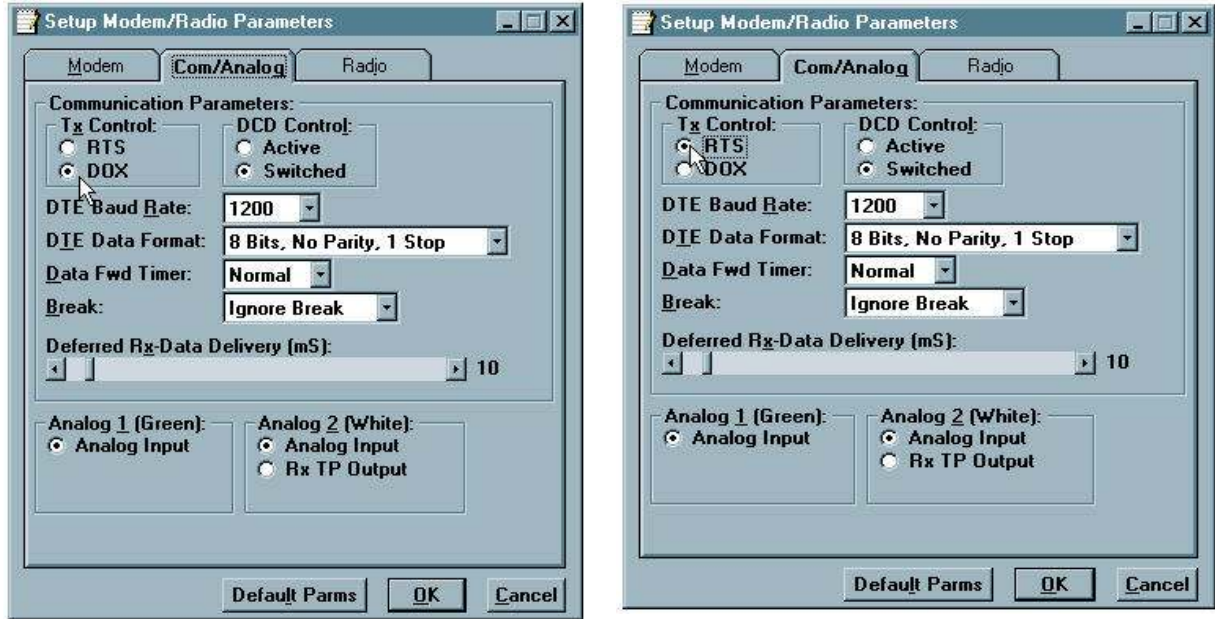 Setup Modem/Radio Parameters
Modem Com/Analog Radio
Communication Parameters:
Tx Control: DCD Control:
RTS Active
DOX Switched
DTE Baud Rate: 1200
DTE Data Format: 8 Bits, No Parity, 1 Stop
Data Fwd Timer: Normal
Break: Ignore Break
Deferred Rx-Data Delivery (mS):
10
Analog 1 (Green): Analog 2 (White):
Analog Input Analog Input
Rx TP Output
Default Parms OK Cancel
Setup Modem/Radio Parameters
Modem Com/Analog Radio
Communication Parameters:
Tx Control: DCD Control:
RTS Active
DOX Switched
DTE Baud Rate: 1200
DTE Data Format: 8 Bits, No Parity, 1 Stop
Data Fwd Timer: Normal
Break: Ignore Break
Deferred Rx-Data Delivery (mS):
10
Analog 1 (Green): Analog 2 (White):
Analog Input Analog Input
Rx TP Output
Default Parms OK Cancel